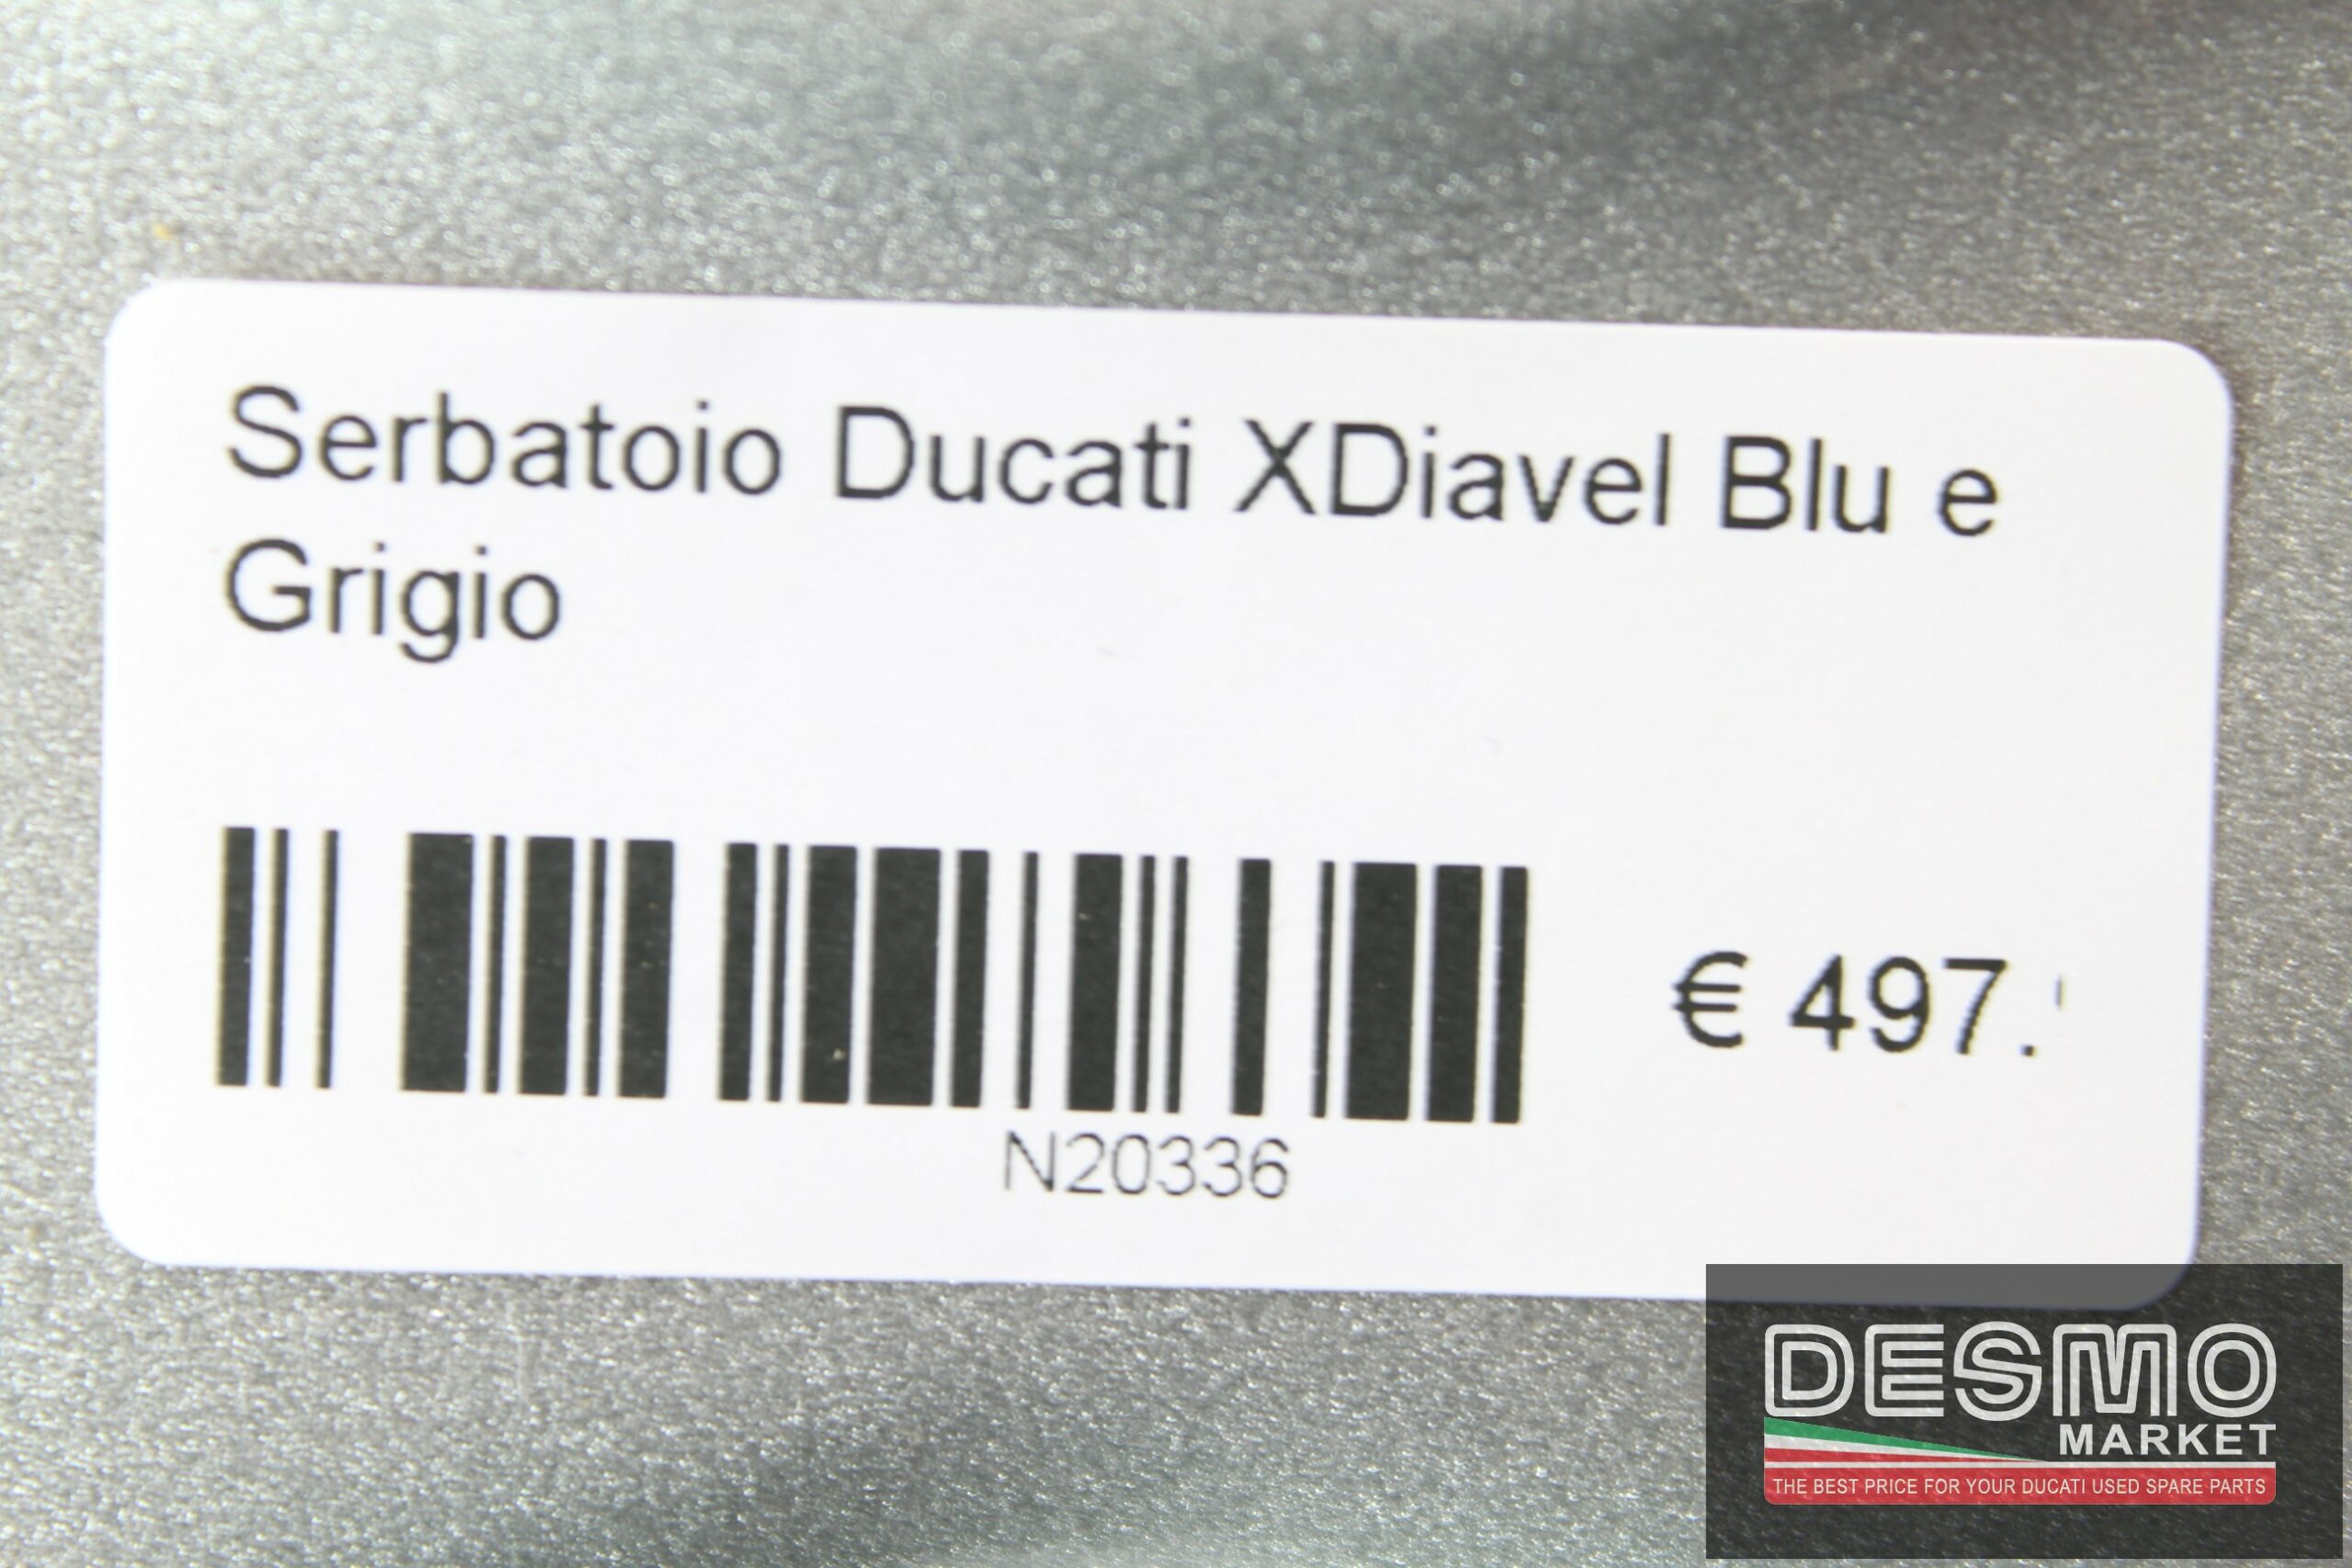 Serbatoio Ducati XDiavel Blu e
Grigio
€ 497.
N20336
DESMO
MARKET
THE BEST PRICE FOR YOUR DUCATI USED SPARE PARTS